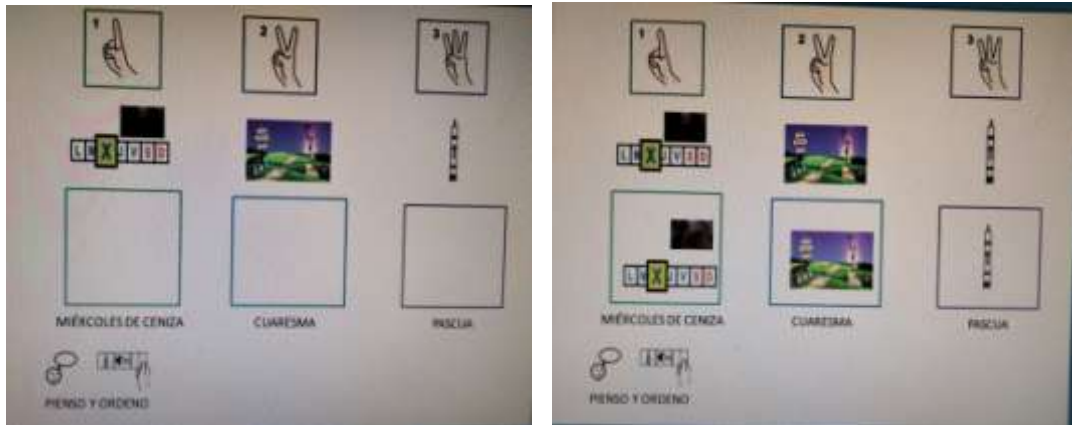 1 2 3
L M X J V S D
MIÉRCOLES DE CENIZA CUARESMA PASCUA
PIENSO Y ORDENO
1 2 3
L M X J V S D
L M X J V S D
MIÉRCOLES DE CENIZA CUARESMA PASCUA
PIENSO Y ORDENO